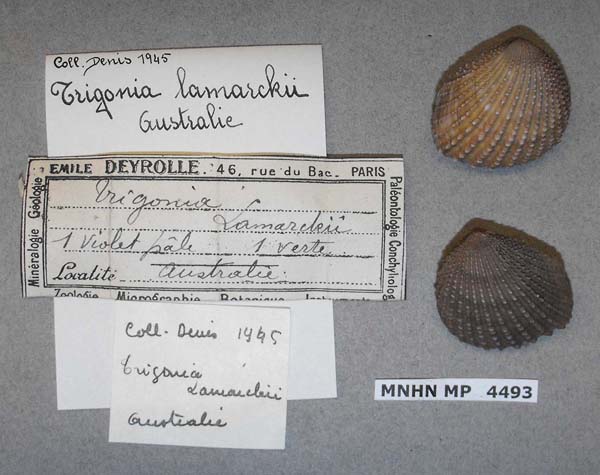 Coll. Denis 1945
Trigonia lamarckii
Australie
EMILE DEYROLLE. 46, rue du Bac. PARIS
Minéralogie Géologie
Trigonia
Lamarckii
1 Violet pâle 1 verte
Localité Australie.
Paléontologie Conchyliolog
Zoologie Micrographie Botanique Instruments
Coll. Denis 1945
Trigonia
Lamarckii
Australie
MNHN MP 4493